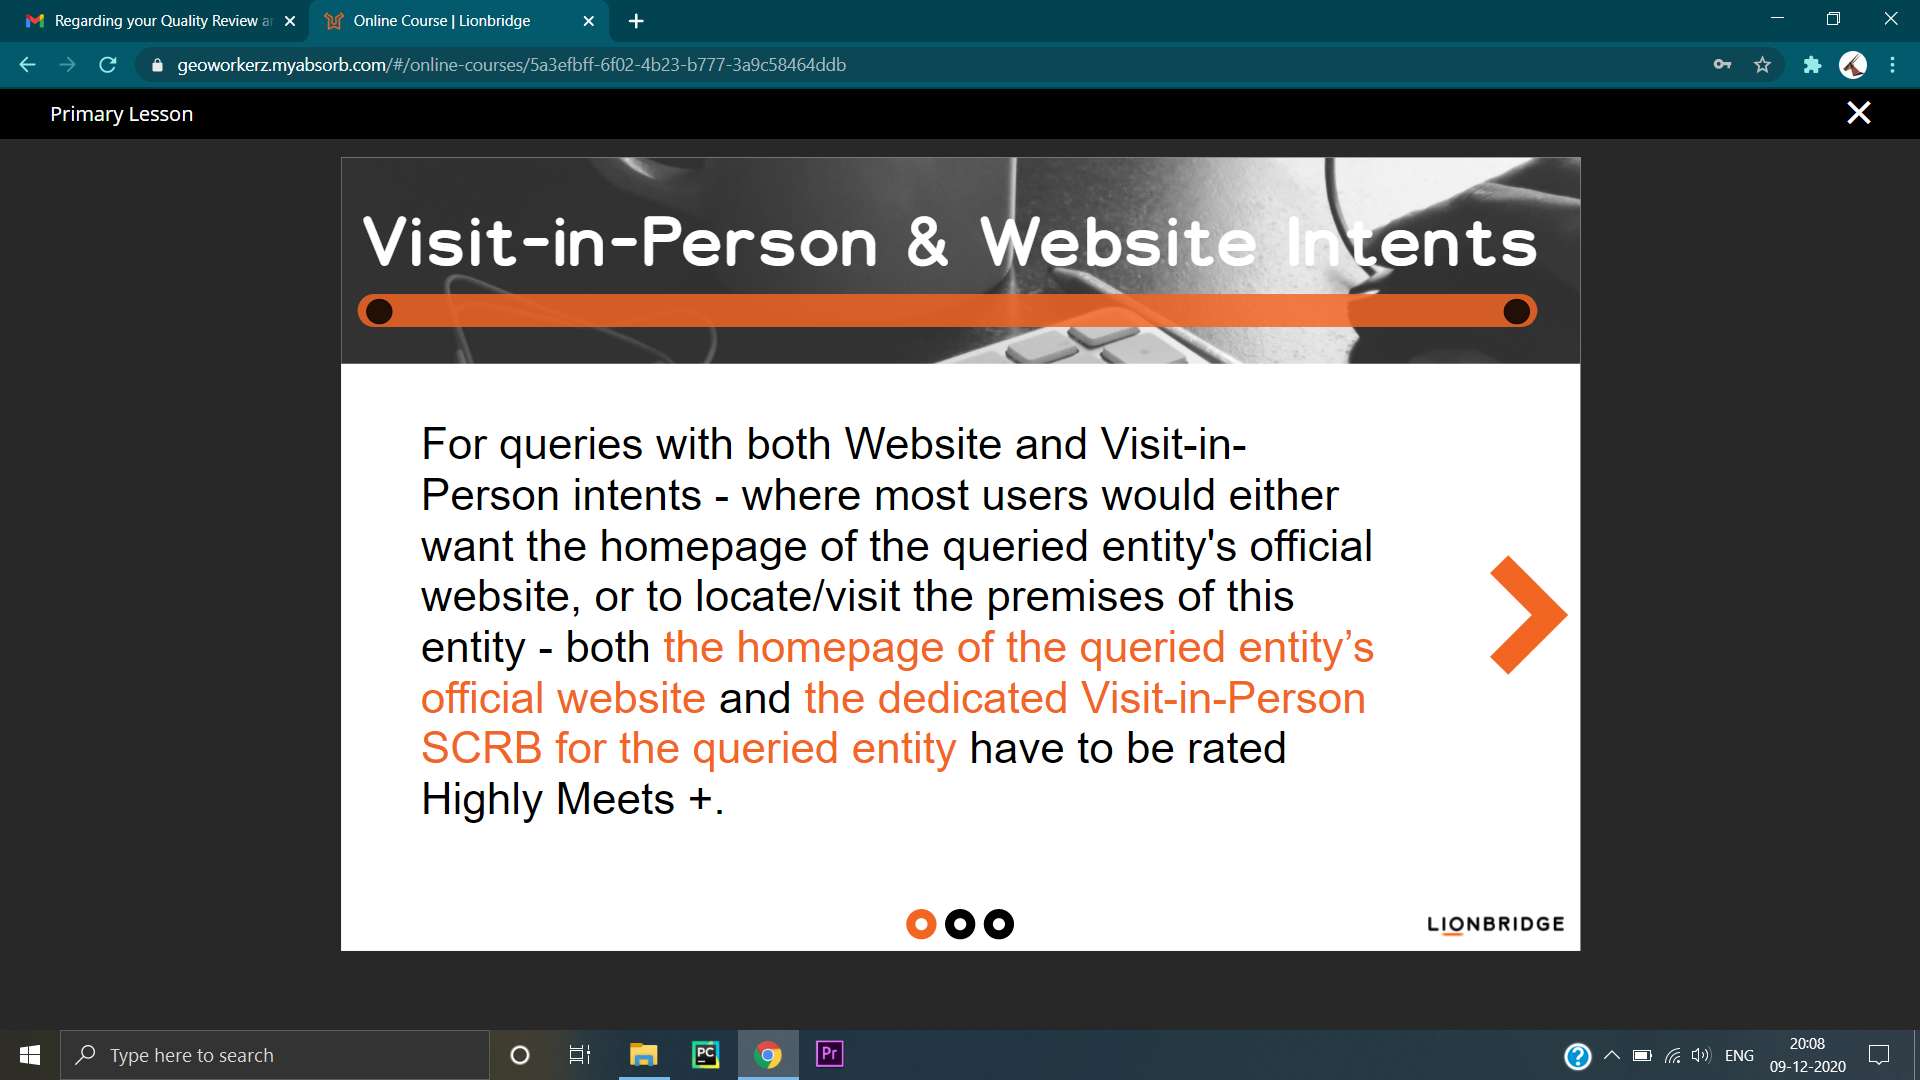 Regarding your Quality Review a
Online Course | Lionbridge
geoworkerz.myabsorb.com/#/online-courses/5a3efbff-6f02-4b23-b777-3a9c58464ddb
Primary Lesson
Visit-in-Person & Website Intents
For queries with both Website and Visit-in-
Person intents - where most users would either
want the homepage of the queried entity's official
website, or to locate/visit the premises of this
entity - both the homepage of the queried entity’s
official website and the dedicated Visit-in-Person
SCRB for the queried entity have to be rated
Highly Meets +.
LIONBRIDGE
Type here to search
PC
Pr
ENG
20:08
09-12-2020